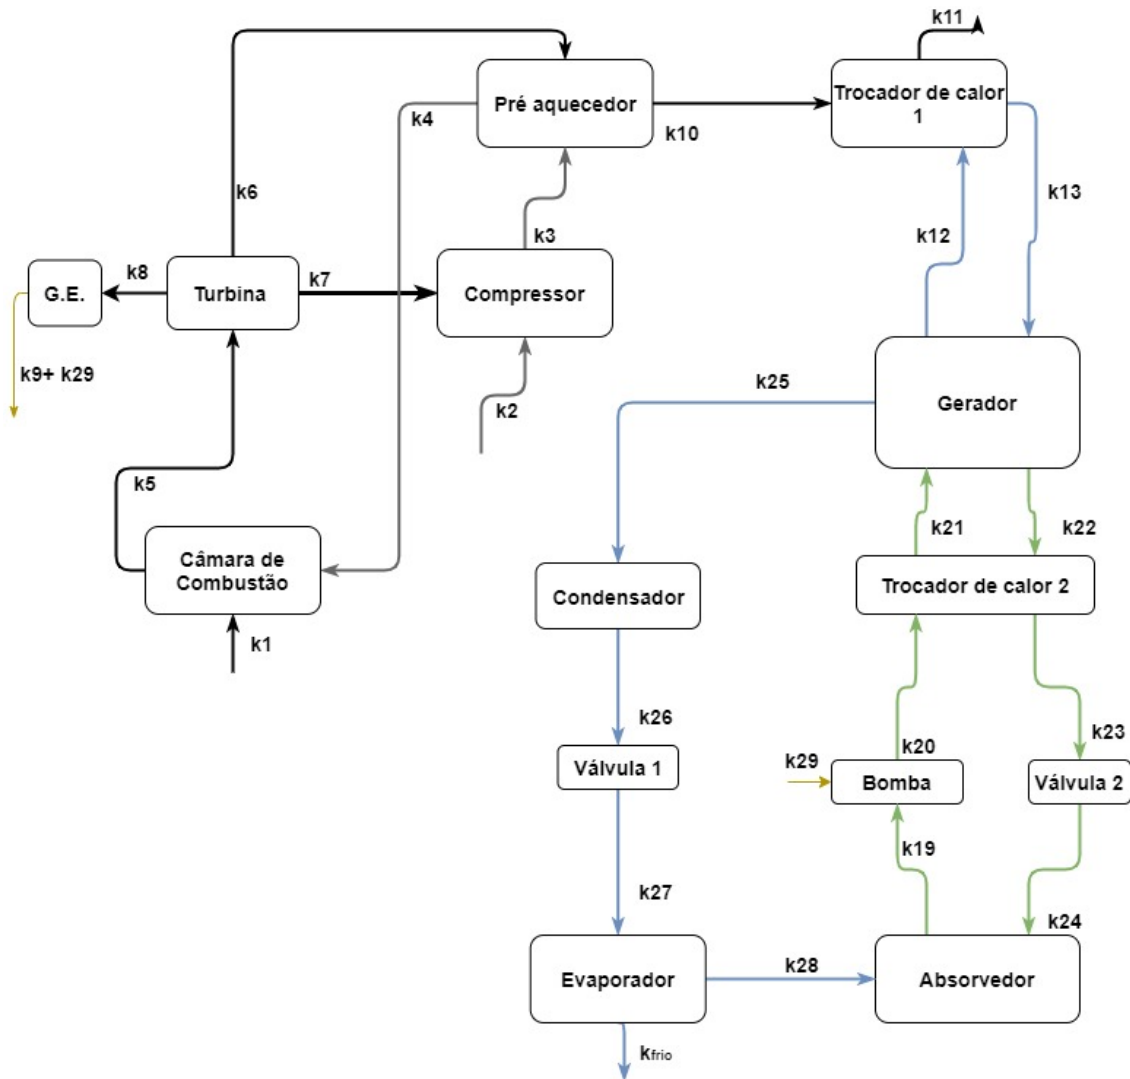 k11
Pré aquecedor
Trocador de calor
1
k4
k10
k6
k13
k3
k12
k8
k7
G.E.
Turbina
Compressor
k9+ k29
k25
k2
Gerador
k5
k21
k22
Câmara de
Combustão
Condensador
Trocador de calor 2
k1
k26
k20
k23
k29
Válvula 1
Bomba
Válvula 2
k19
k27
k24
k28
Evaporador
Absorvedor
kfrio